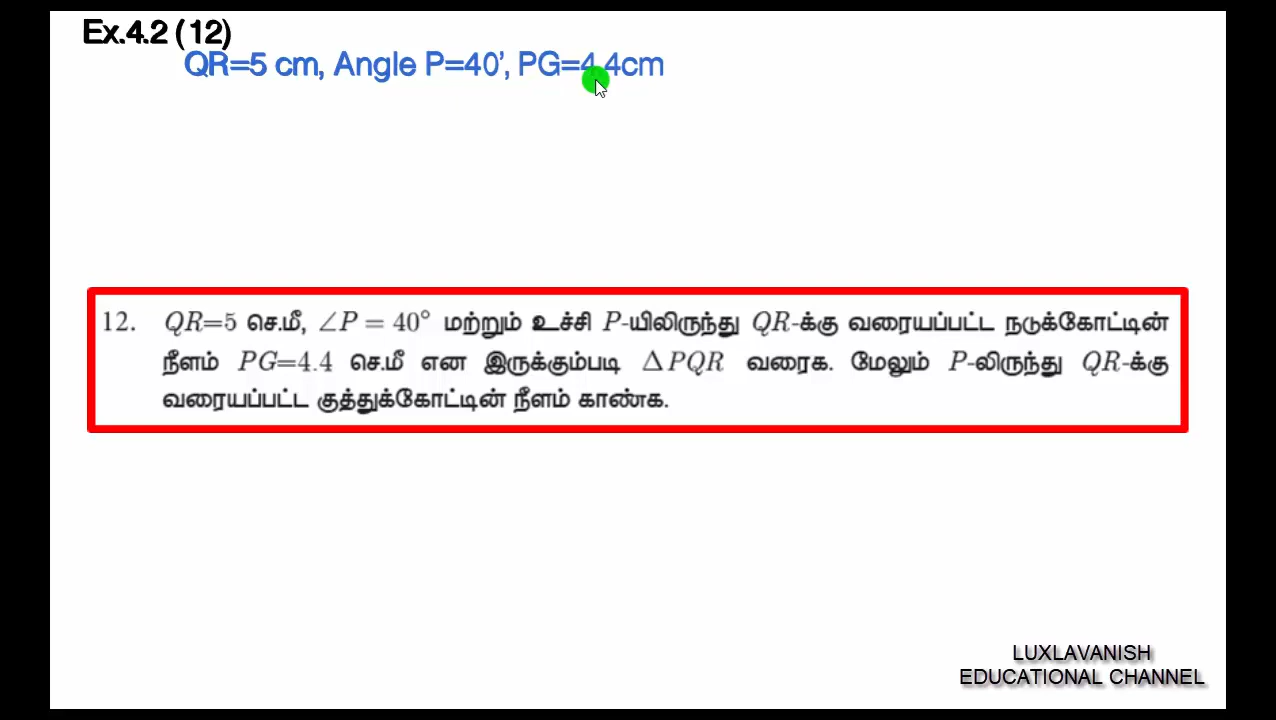 Ex.4.2 (12)
QR=5 cm, Angle P=40', PG=4.4cm
12. QR=5 செ.மீ, ∠P = 40° மற்றும் உச்சி P-யிலிருந்து QR-க்கு வரையப்பட்ட நடுக்கோட்டின்
நீளம் PG=4.4 செ.மீ என இருக்கும்படி ΔPQR வரைக. மேலும் P-லிருந்து QR-க்கு
வரையப்பட்ட குத்துக்கோட்டின் நீளம் காண்க.
LUXLAVANISH
EDUCATIONAL CHANNEL